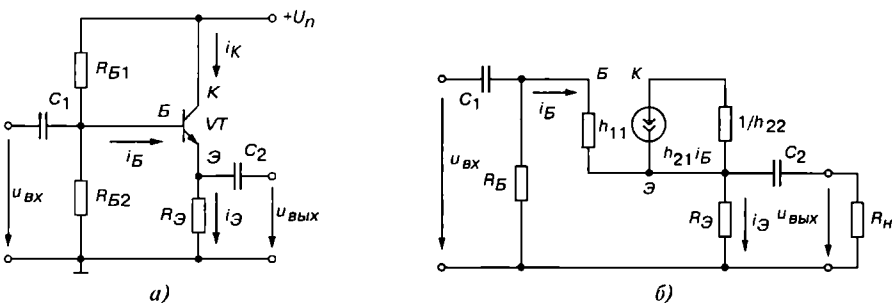 +Uп
iК
RБ1
К
C1
Б
VT
iБ
Э
C2
uвх
RБ2
RЭ
iЭ
uвых
а)
Б
К
C1
iБ
h11
1/h22
h21iБ
C2
uвх
RБ
Э
RЭ
iЭ
uвых
Rн
б)